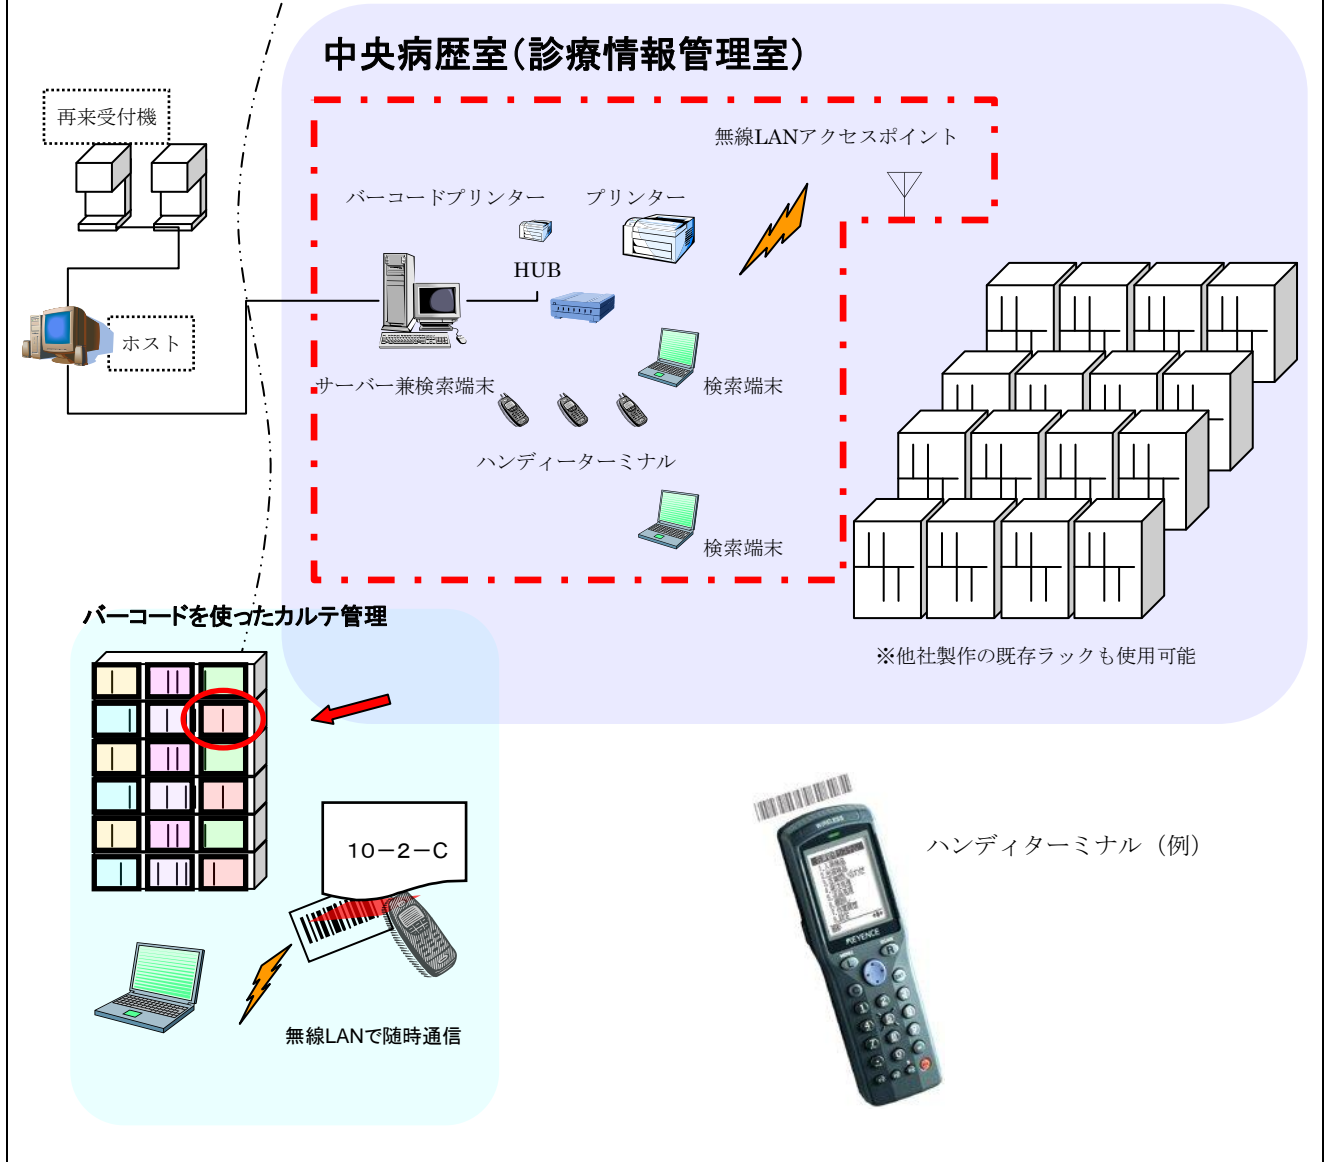 中央病歴室（診療情報管理室）
再来受付機
無線LANアクセスポイント
バーコードプリンター
プリンター
HUB
ホスト
サーバー兼検索端末
検索端末
ハンディーターミナル
検索端末
※他社製作の既存ラックも使用可能
バーコードを使ったカルテ管理
10－2－C
無線LANで随時通信
ハンディターミナル（例）
WIRELESS
KEYENCE